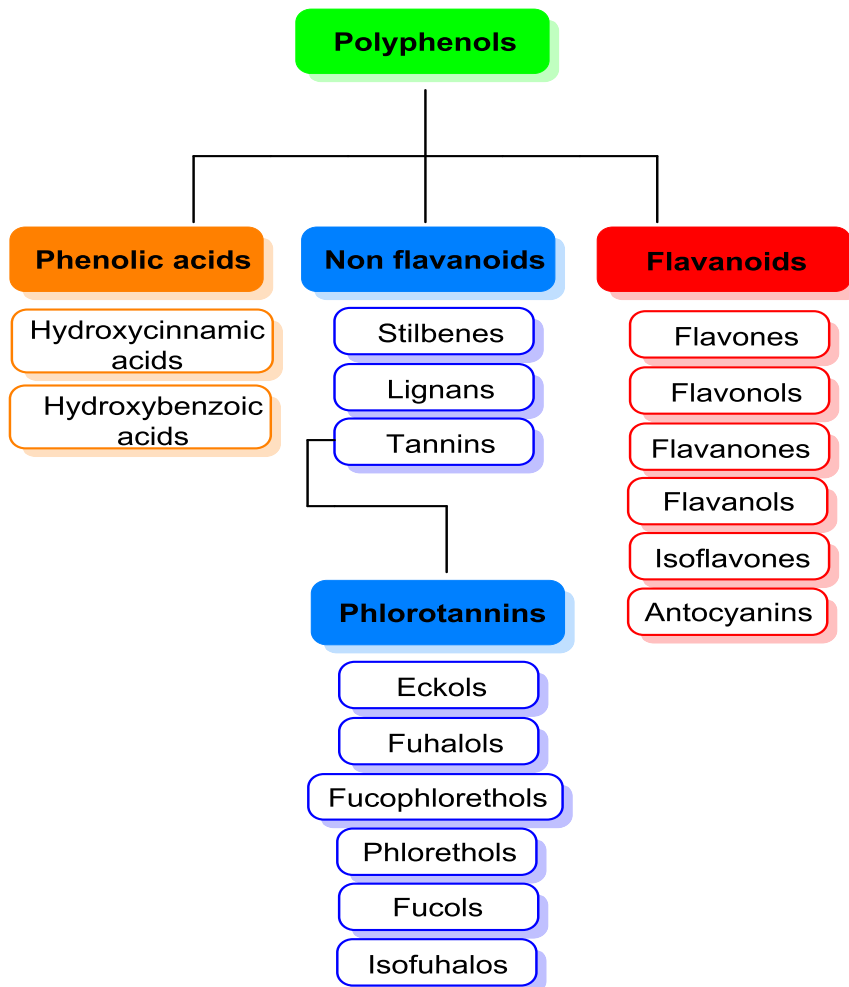 Polyphenols
Phenolic acids
Hydroxycinnamic
acids
Hydroxybenzoic
acids
Non flavanoids
Stilbenes
Lignans
Tannins
Phlorotannins
Eckols
Fuhalols
Fucophlorethols
Phlorethols
Fucols
Isofuhalos
Flavanoids
Flavones
Flavonols
Flavanones
Flavanols
Isoflavones
Antocyanins